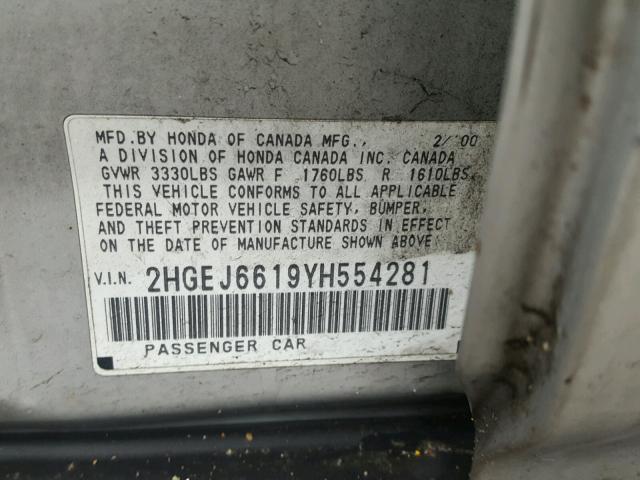 MFD.BY HONDA OF CANADA MFG., 2/'00
A DIVISION OF HONDA CANADA INC. CANADA
GVWR 3330LBS GAWR F 1760LBS. R 1610LBS.
THIS VEHICLE CONFORMS TO ALL APPLICABLE
FEDERAL MOTOR VEHICLE SAFETY, BUMPER,
AND THEFT PREVENTION STANDARDS IN EFFECT
ON THE DATE OF MANUFACTURE SHOWN ABOVE.
V.I.N. 2HGEJ6619YH554281
PASSENGER CAR